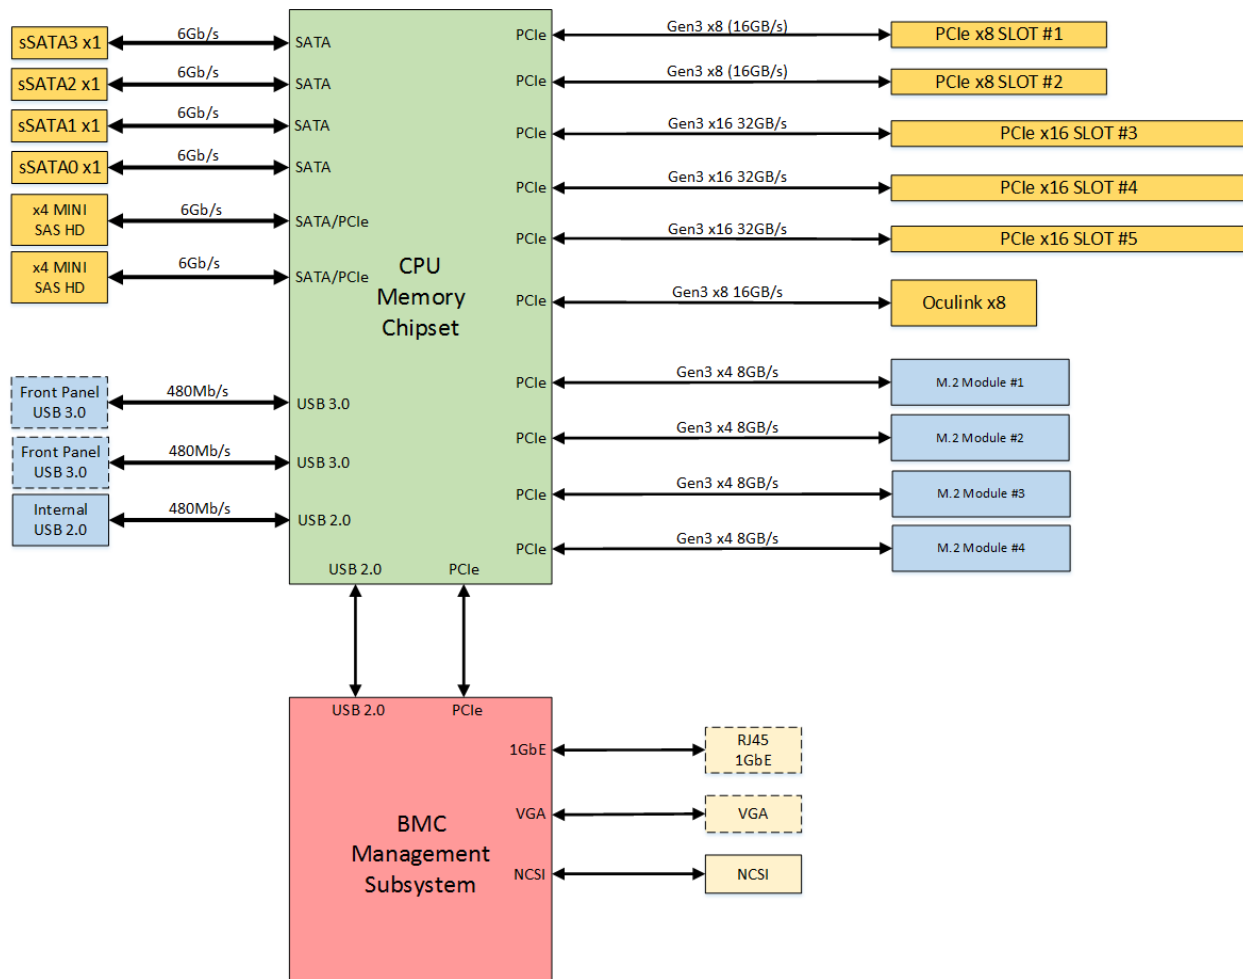 sSATA3 x1
6Gb/s
SATA
PCIe
Gen3 x8 (16GB/s)
PCIe x8 SLOT #1
sSATA2 x1
6Gb/s
SATA
PCIe
Gen3 x8 (16GB/s)
PCIe x8 SLOT #2
sSATA1 x1
6Gb/s
SATA
PCIe
Gen3 x16 32GB/s
PCIe x16 SLOT #3
sSATA0 x1
6Gb/s
SATA
PCIe
Gen3 x16 32GB/s
PCIe x16 SLOT #4
x4 MINI
SAS HD
6Gb/s
SATA/PCIe
PCIe
Gen3 x16 32GB/s
PCIe x16 SLOT #5
x4 MINI
SAS HD
6Gb/s
SATA/PCIe
CPU
Memory
Chipset
PCIe
Gen3 x8 16GB/s
Oculink x8
Front Panel
USB 3.0
480Mb/s
USB 3.0
PCIe
Gen3 x4 8GB/s
M.2 Module #1
Front Panel
USB 3.0
480Mb/s
USB 3.0
PCIe
Gen3 x4 8GB/s
M.2 Module #2
Internal
USB 2.0
480Mb/s
USB 2.0
PCIe
Gen3 x4 8GB/s
M.2 Module #3
PCIe
Gen3 x4 8GB/s
M.2 Module #4
USB 2.0
PCIe
USB 2.0
PCIe
1GbE
RJ45
1GbE
VGA
VGA
BMC
Management
Subsystem
NCSI
NCSI